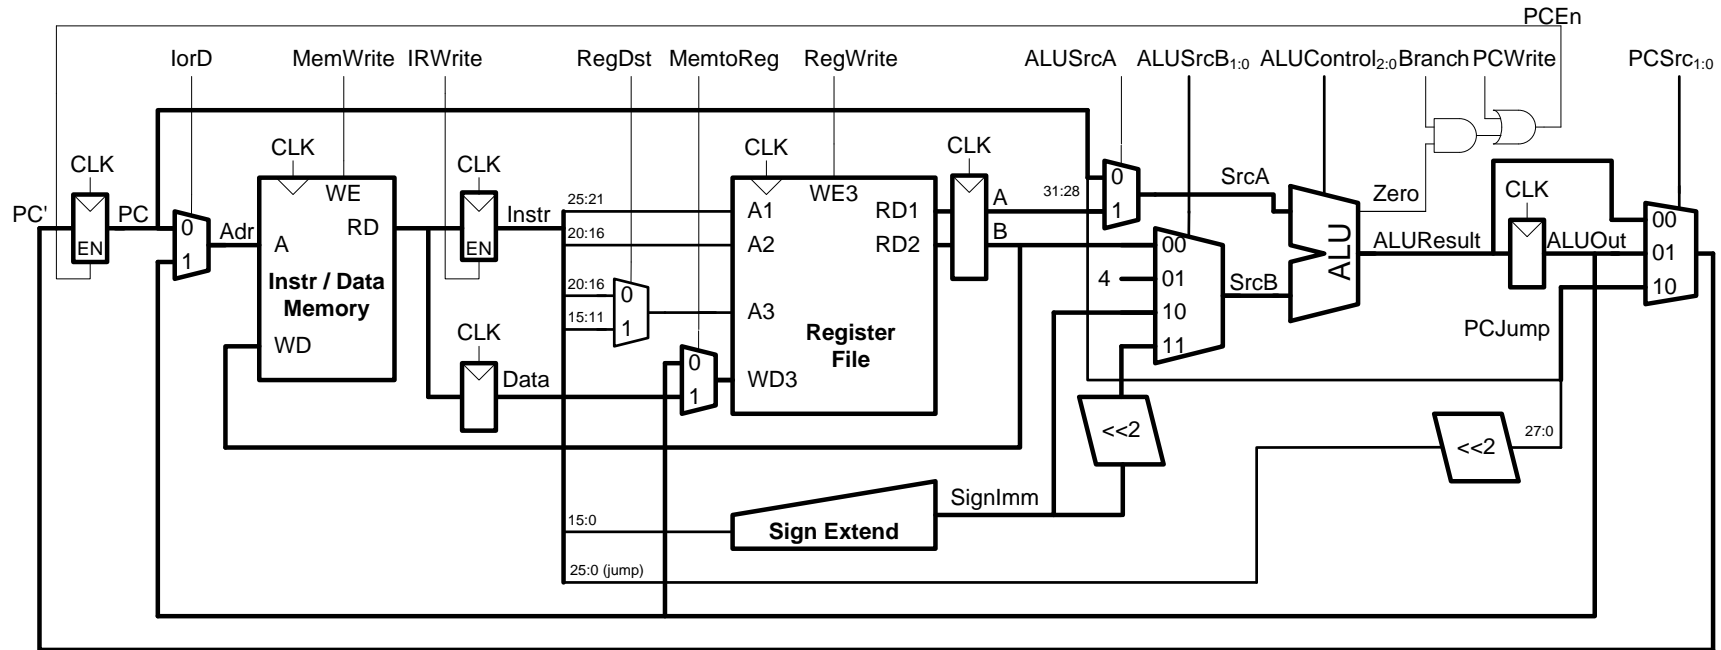 PCEn
IorD
MemWrite
IRWrite
RegDst
MemtoReg
RegWrite
ALUSrcA
ALUSrcB1:0
ALUControl2:0
Branch
PCWrite
PCSrc1:0
CLK
CLK
CLK
CLK
CLK
CLK
PC'
EN
PC
0
1
Adr
WE
A
RD
Instr / Data
Memory
WD
EN
Instr
CLK
Data
25:21
20:16
20:16
15:11
0
1
0
1
WE3
A1
A2
A3
WD3
RD1
RD2
Register
File
A
B
31:28
0
1
SrcA
00
4
01
10
11
SrcB
ALU
Zero
ALUResult
ALUOut
00
01
10
PCJump
<<2
<<2
27:0
SignImm
15:0
Sign Extend
25:0 (jump)